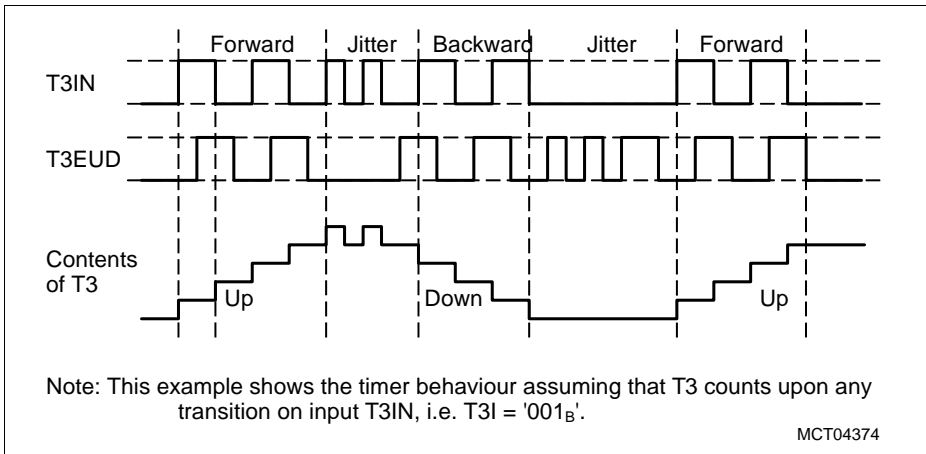 Forward Jitter Backward Jitter Forward
T3IN
T3EUD
Contents
of T3
Up Down Up
Note: This example shows the timer behaviour assuming that T3 counts upon any
transition on input T3IN, i.e. T3I = '001B'.
MCT04374